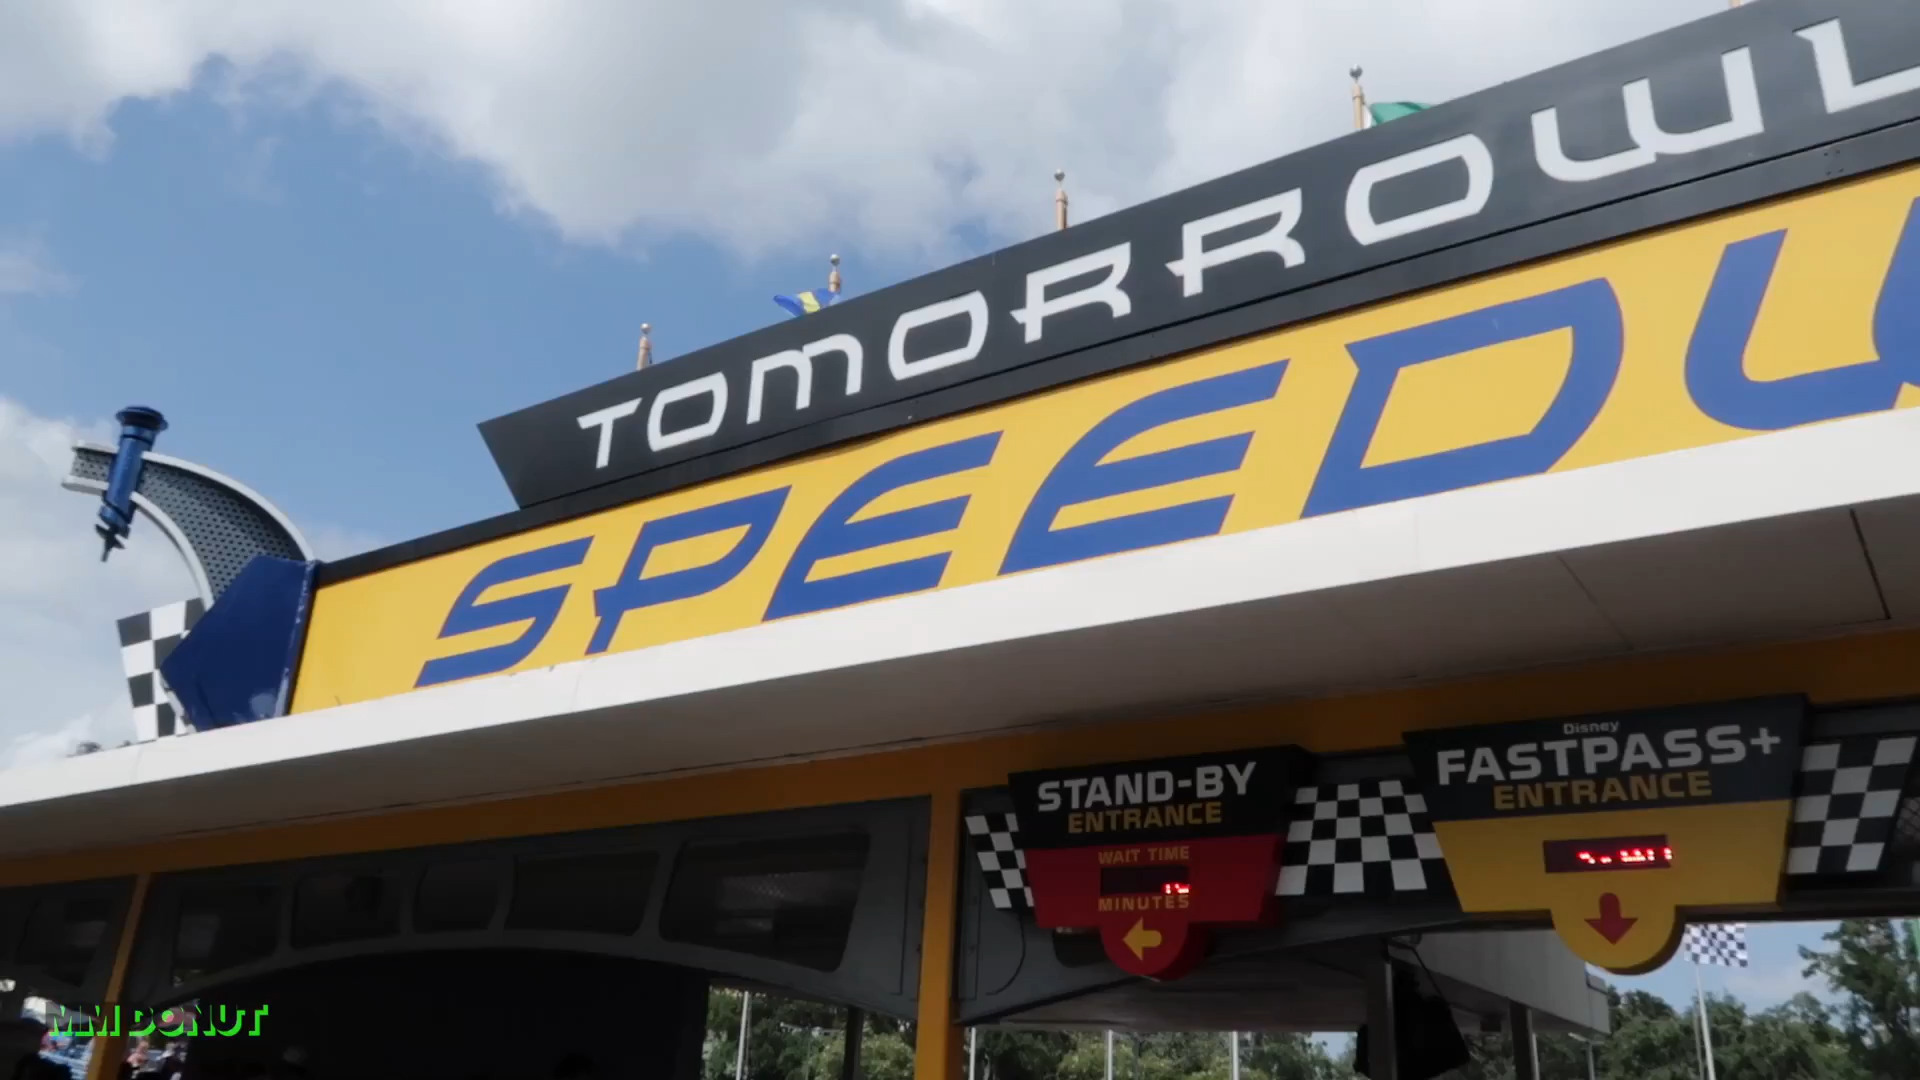 TOMORROWL
SPEEDW
STAND-BY
ENTRANCE
WAIT TIME
MINUTES
Disney
FASTPASS+
ENTRANCE
MM DONUT